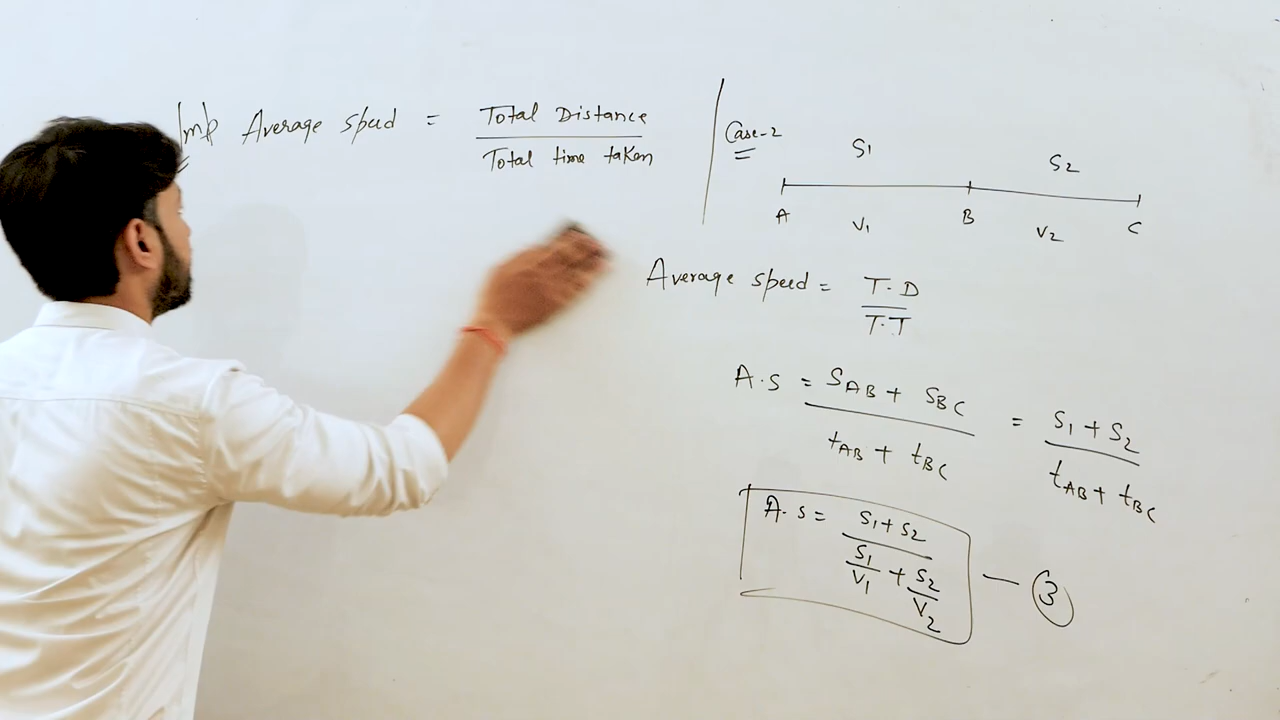 Imp Average speed = Total Distance
Total time taken
Case-2
S1 S2
A B C
V1 V2
Average speed = T.D
T.T
A.S = SAB + SBC = S1 + S2
tAB + tBC tAB + tBC
A.S = S1+S2
S1 + S2
V1 V2
3